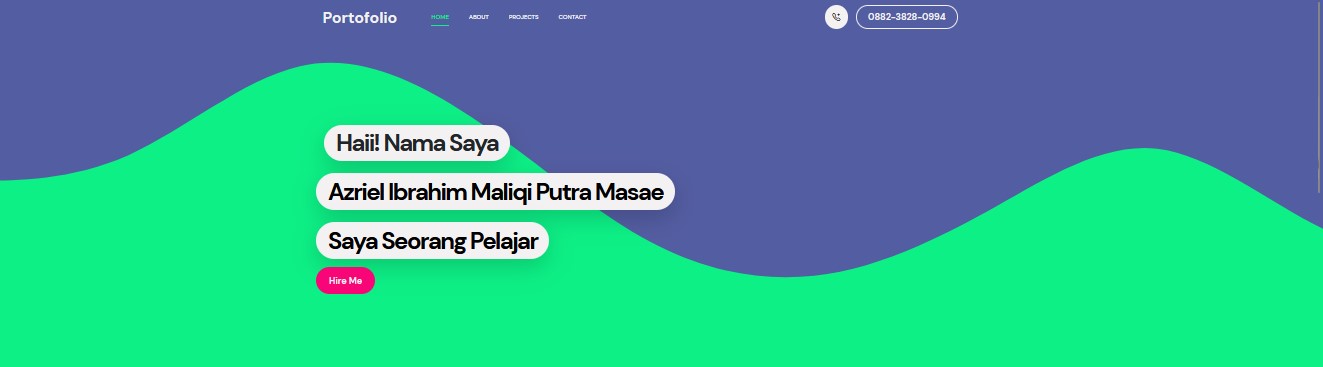 Portofolio
HOME ABOUT PROJECTS CONTACT
0882-3828-0994
Haii! Nama Saya
Azriel Ibrahim Maliqi Putra Masae
Saya Seorang Pelajar
Hire Me